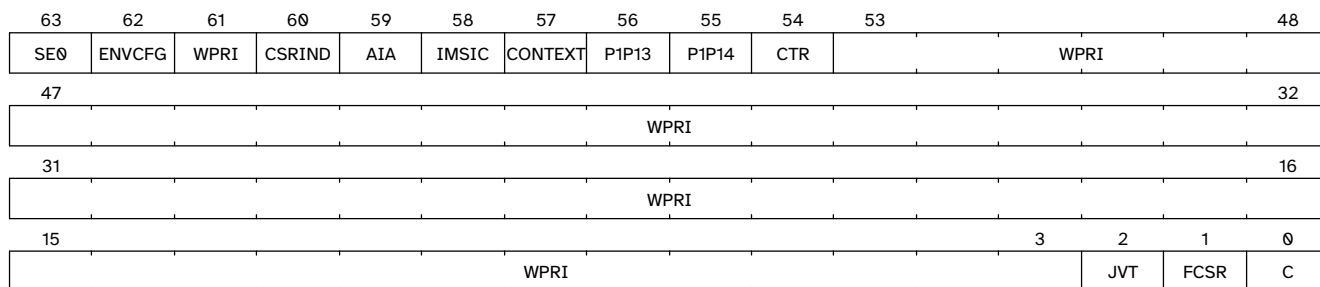 63 62 61 60 59 58 57 56 55 54 53 48
SE0 ENVCFG WPRI CSRIND AIA IMSIC CONTEXT P1P13 P1P14 CTR WPRI
47 32
WPRI
31 16
WPRI
15 3 2 1 0
WPRI JVT FCSR C